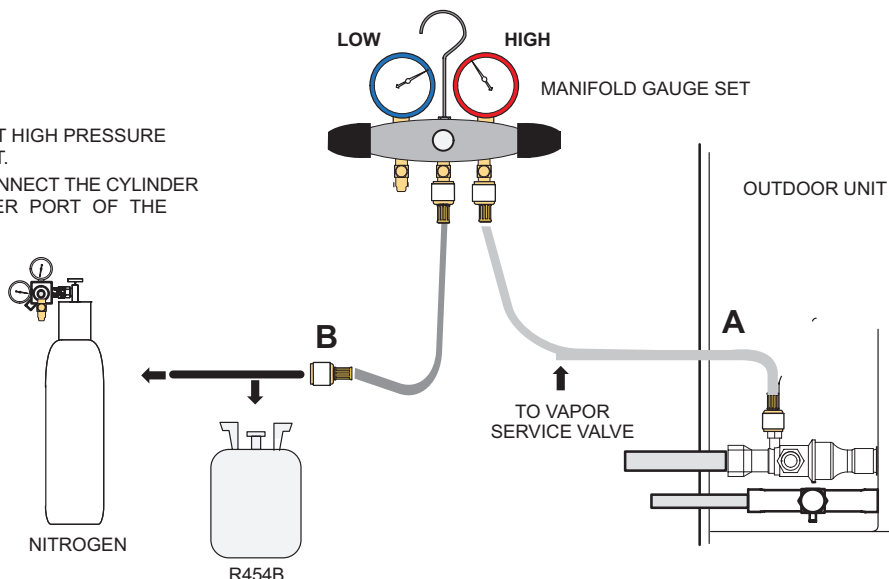 LOW
HIGH
MANIFOLD GAUGE SET
T HIGH PRESSURE
T.
NNECT THE CYLINDER
ER PORT OF THE
OUTDOOR UNIT
B
A
TO VAPOR
SERVICE VALVE
NITROGEN
R454B